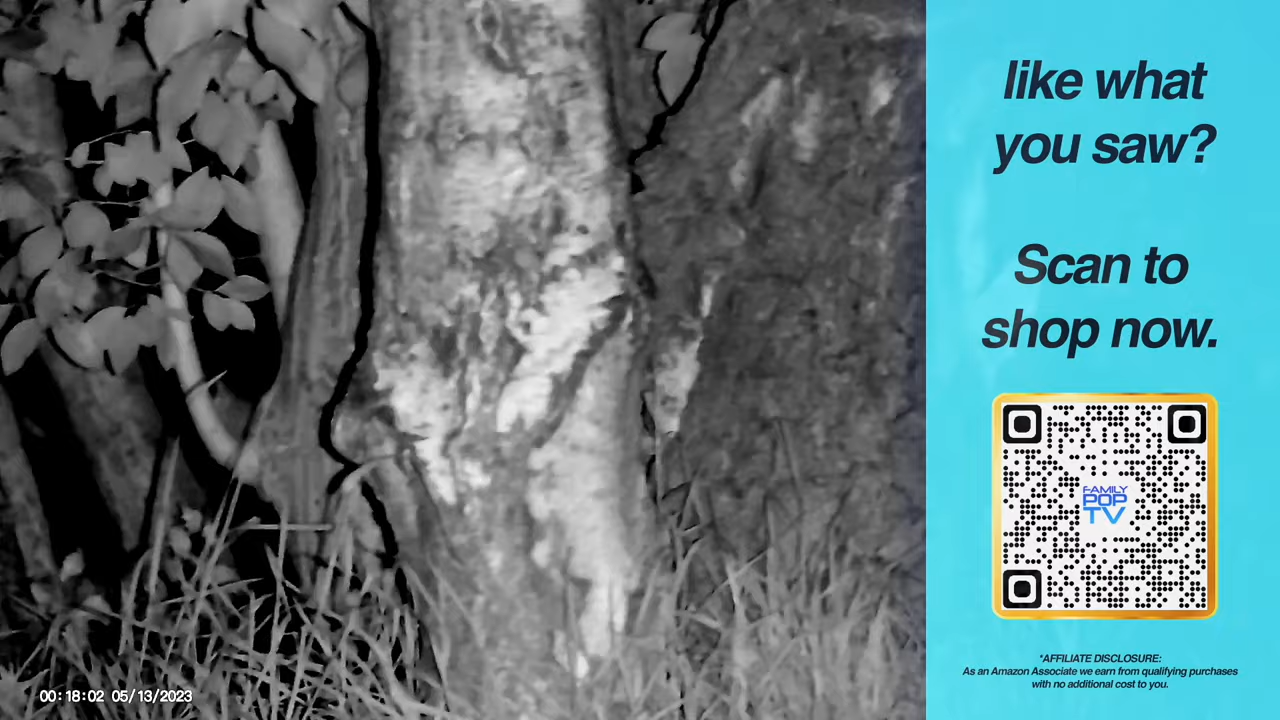 like what
you saw?
Scan to
shop now.
FAMILY
POP
TV
*AFFILIATE DISCLOSURE:
As an Amazon Associate we earn from qualifying purchases
with no additional cost to you.
00:18:02 05/13/2023